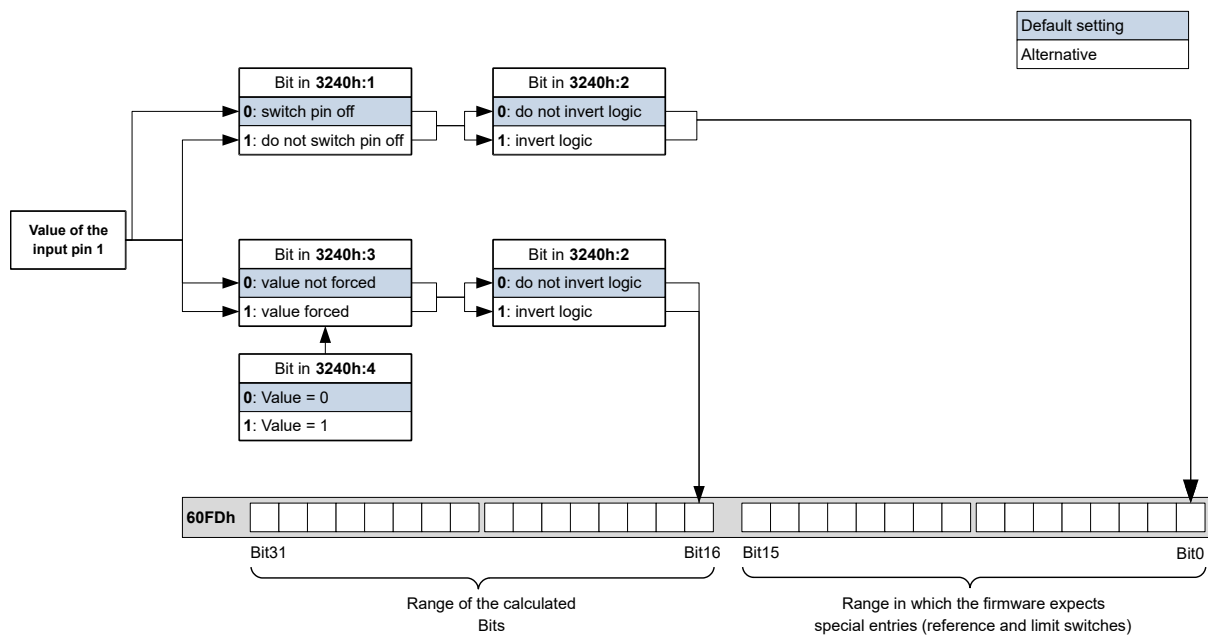 Default setting
Alternative
Bit in 3240h:1
0: switch pin off
1: do not switch pin off
Bit in 3240h:2
0: do not invert logic
1: invert logic
Value of the
input pin 1
Bit in 3240h:3
0: value not forced
1: value forced
Bit in 3240h:2
0: do not invert logic
1: invert logic
Bit in 3240h:4
0: Value = 0
1: Value = 1
60FDh
Bit31
Bit16
Bit15
Bit0
Range of the calculated
Bits
Range in which the firmware expects
special entries (reference and limit switches)